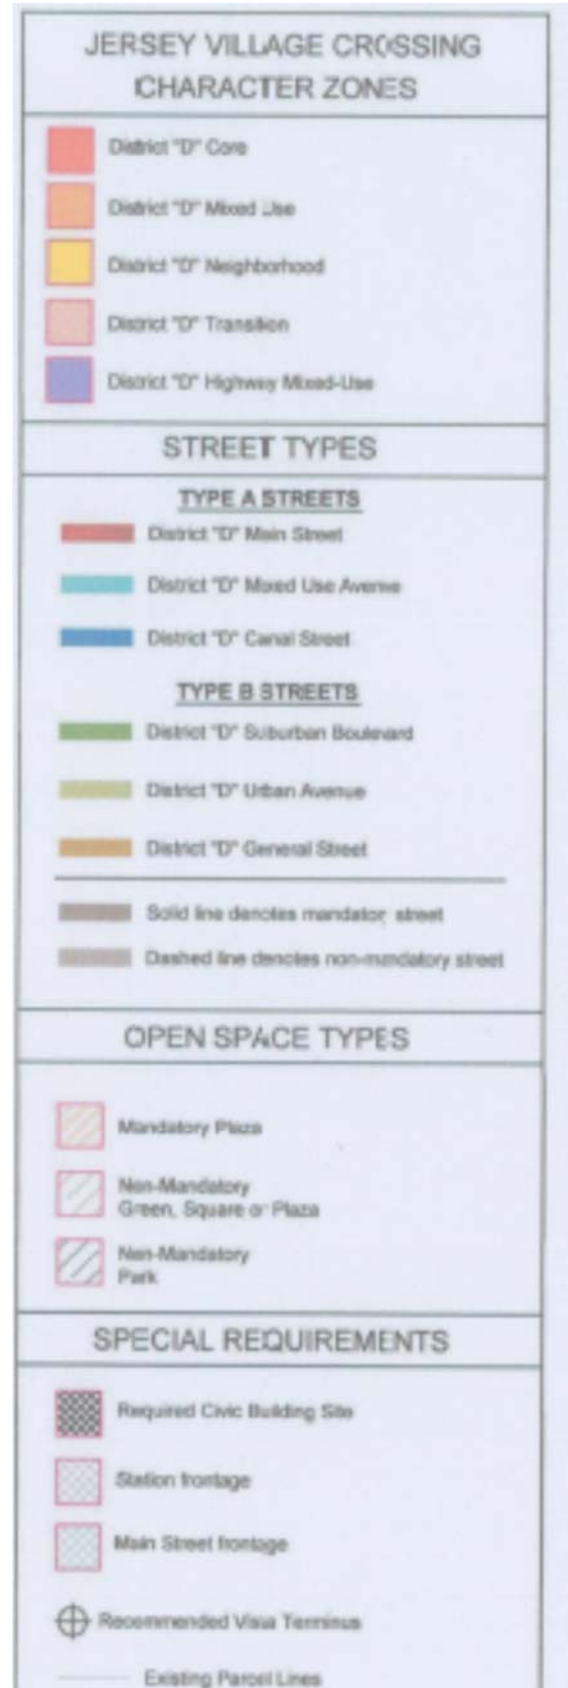 JERSEY VILLAGE CROSSING
CHARACTER ZONES
District "D" Core
District "D" Mixed Use
District "D" Neighborhood
District "D" Transition
District "D" Highway Mixed-Use
STREET TYPES
TYPE A STREETS
District "D" Main Street
District "D" Mixed Use Avenue
District "D" Canal Street
TYPE B STREETS
District "D" Suburban Boulevard
District "D" Urban Avenue
District "D" General Street
Solid line denotes mandatory street
Dashed line denotes non-mandatory street
OPEN SPACE TYPES
Mandatory Plaza
Non-Mandatory
Green, Square or Plaza
Non-Mandatory
Park
SPECIAL REQUIREMENTS
Required Civic Building Site
Station frontage
Main Street frontage
Recommended Visual Terminus
Existing Parcel Lines